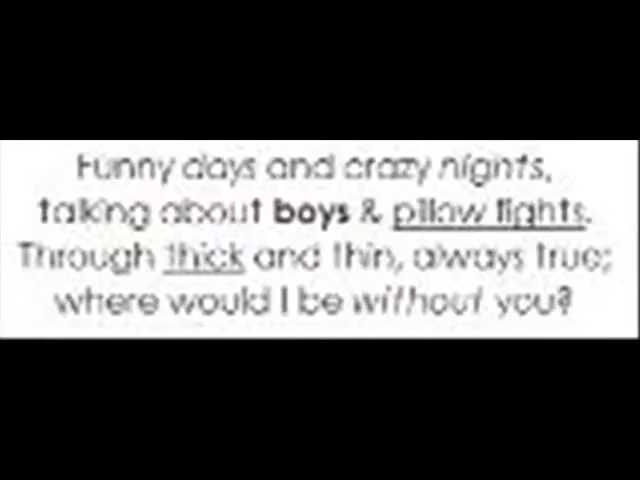 Funny days and crazy nights,
talking about boys & pillow fights.
Through thick and thin, always true;
where would I be without you?